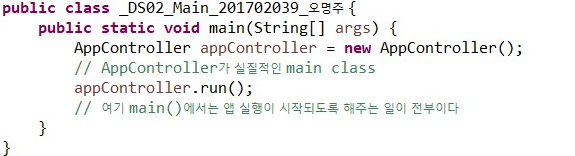 public class _DS02_Main_201702039_오명주 {
public static void main(String[] args) {
AppController appController = new AppController();
// AppController가 실질적인 main class
appController.run();
// 여기 main()에서는 앱 실행이 시작되도록 해주는 일이 전부이다
}
}